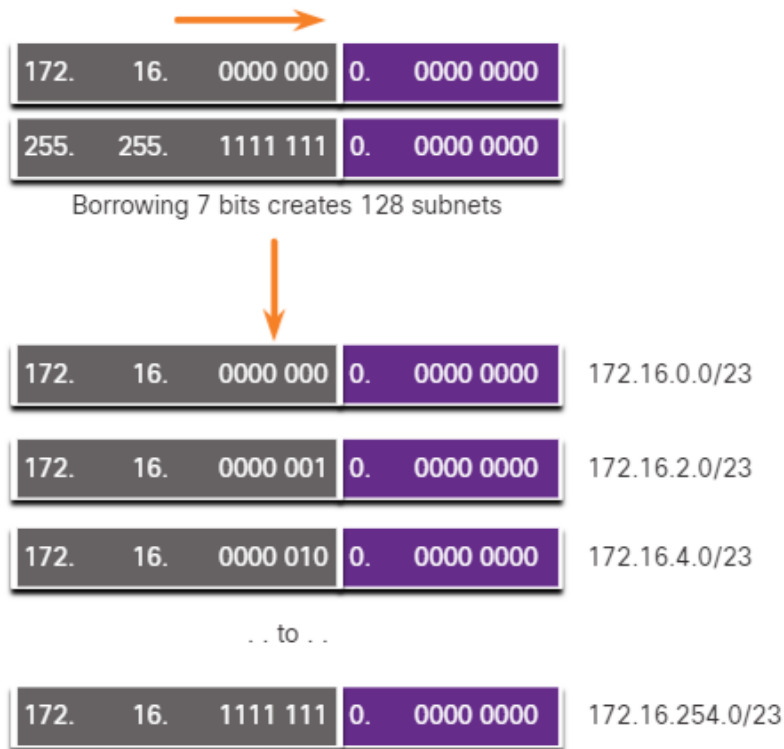 172. 16. 0000 000 0. 0000 0000
255. 255. 1111 111 0. 0000 0000
Borrowing 7 bits creates 128 subnets
172. 16. 0000 000 0. 0000 0000 172.16.0.0/23
172. 16. 0000 001 0. 0000 0000 172.16.2.0/23
172. 16. 0000 010 0. 0000 0000 172.16.4.0/23
. . to . .
172. 16. 1111 111 0. 0000 0000 172.16.254.0/23